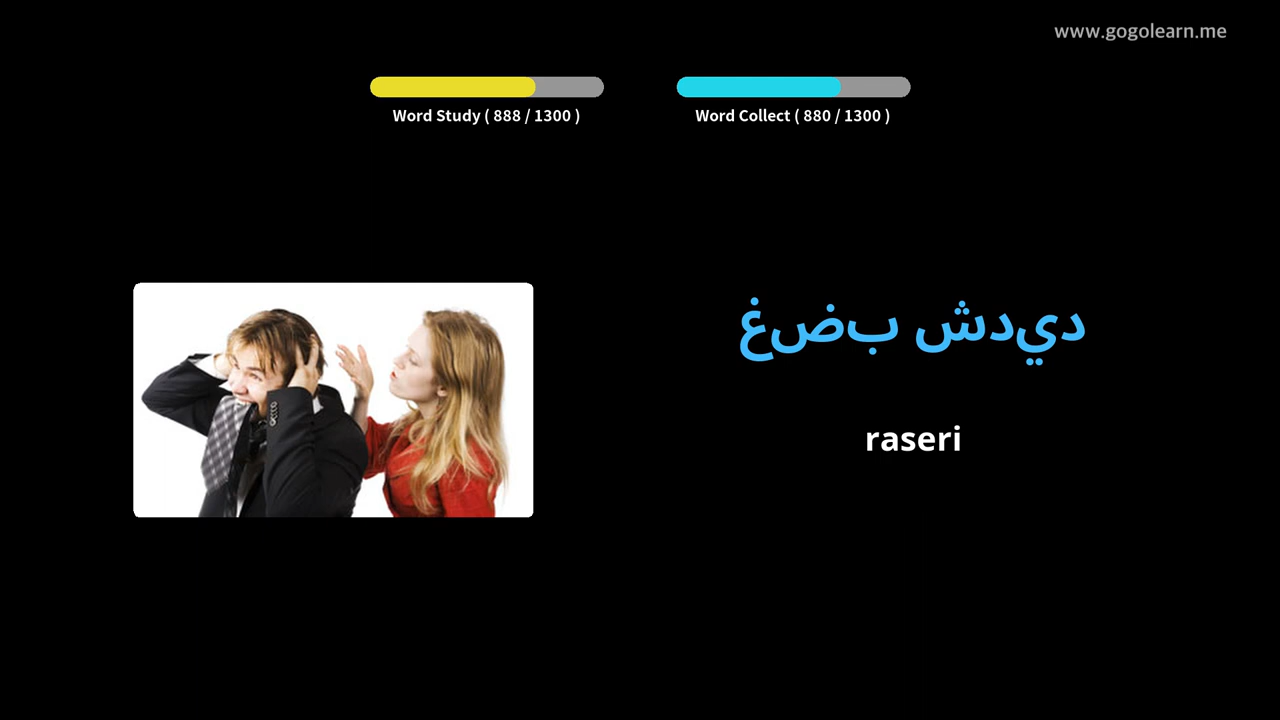 www.gogolearn.me
Word Study ( 888 / 1300 )
Word Collect ( 880 / 1300 )
غضب شديد
raseri